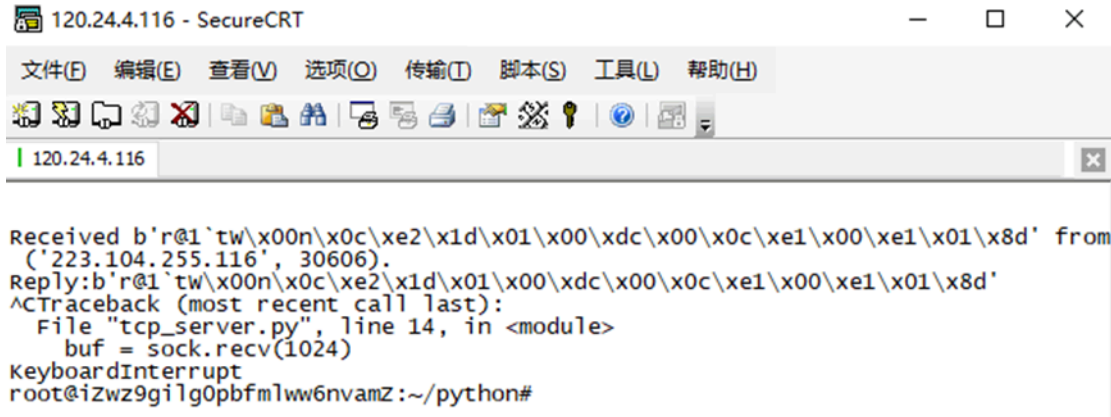 120.24.4.116 - SecureCRT
文件(F) 编辑(E) 查看(V) 选项(O) 传输(T) 脚本(S) 工具(L) 帮助(H)
120.24.4.116
Received b'r@1`tW\x00n\x0c\xe2\x1d\x01\x00\xdc\x00\x0c\xe1\x00\xe1\x01\x8d' from
 ('223.104.255.116', 30606).
Reply:b'r@1`tW\x00n\x0c\xe2\x1d\x01\x00\xdc\x00\x0c\xe1\x00\xe1\x01\x8d'
^CTraceback (most recent call last):
  File "tcp_server.py", line 14, in <module>
    buf = sock.recv(1024)
KeyboardInterrupt
root@iZwz9gilg0pbfmlww6nvamZ:~/python#